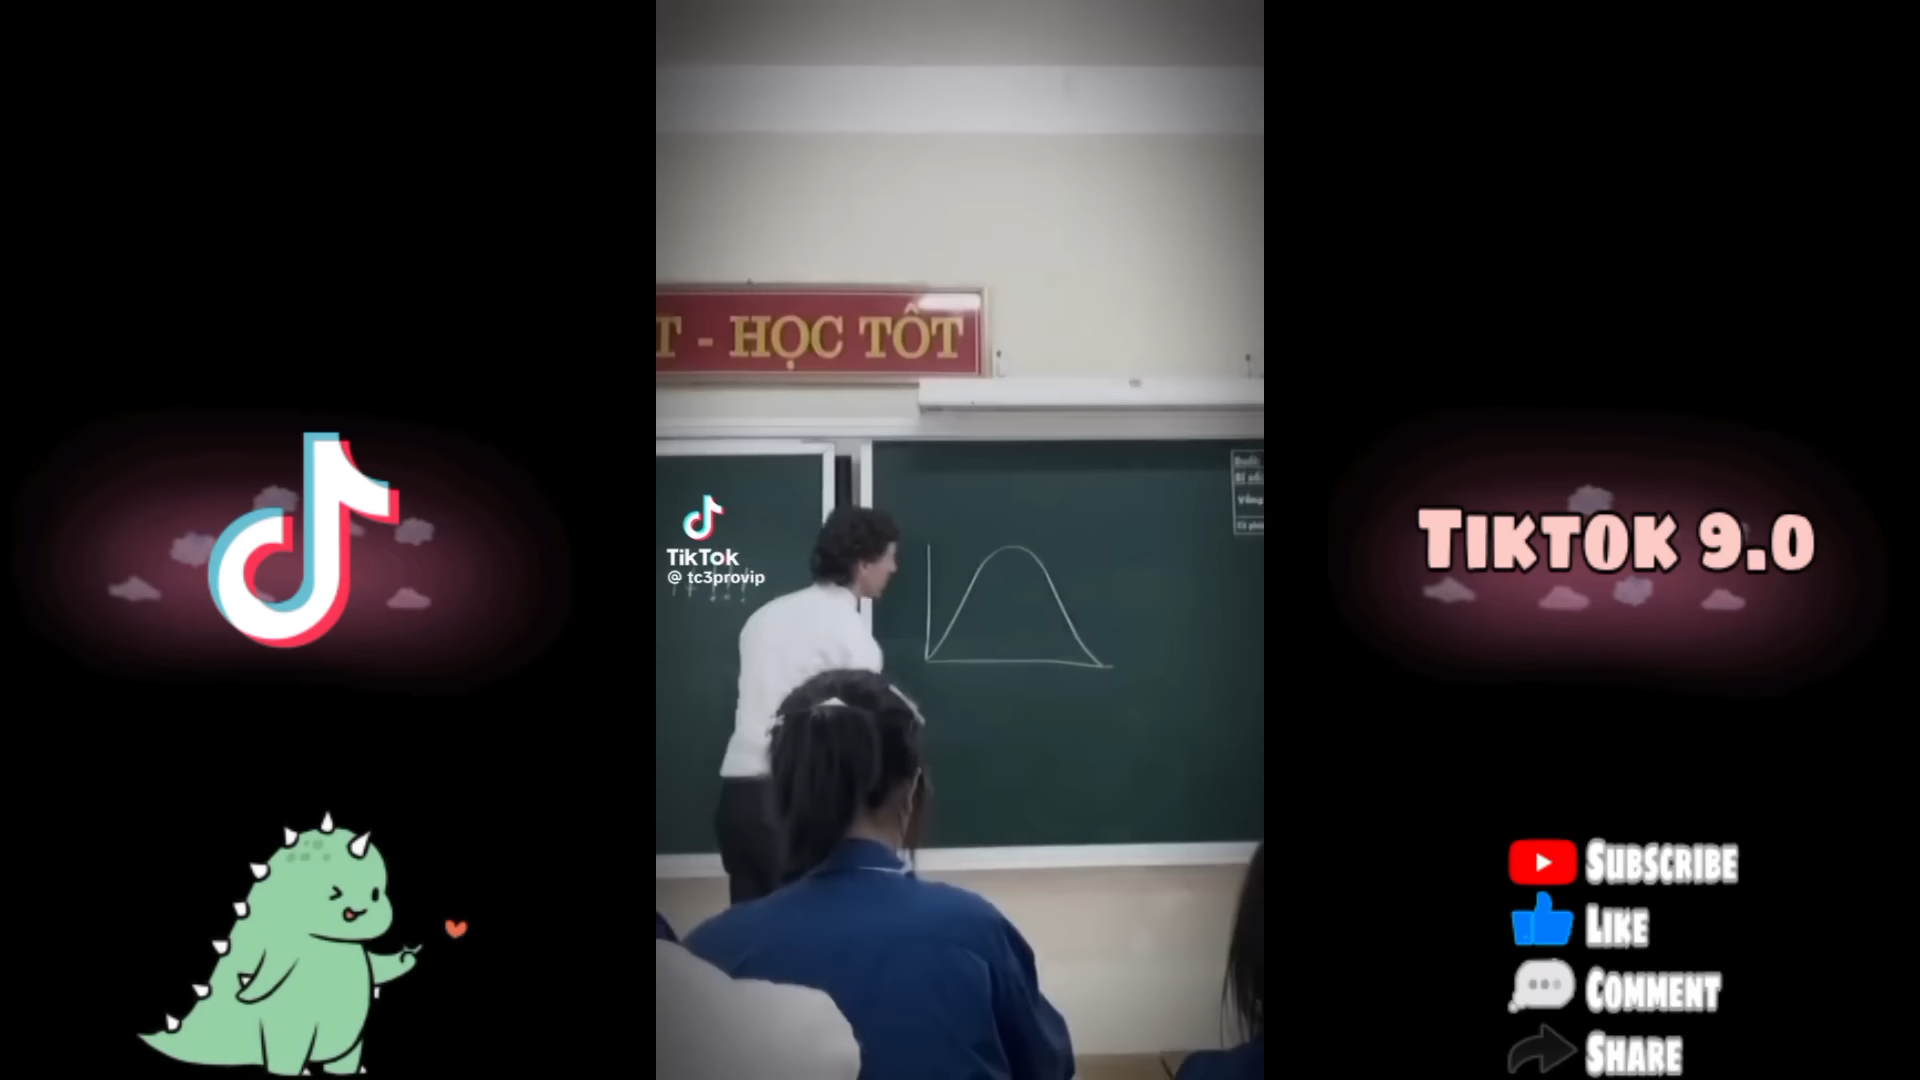 T - HỌC TỐT
TikTok
@ tc3provip
TIKTOK 9.0
SUBSCRIBE
LIKE
COMMENT
SHARE